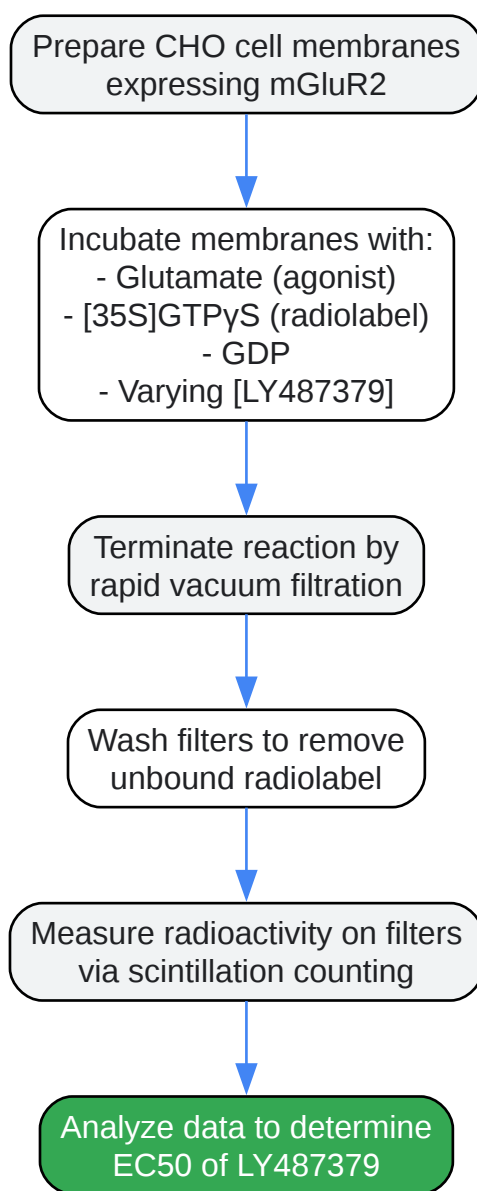 Prepare CHO cell membranes
expressing mGluR2
Incubate membranes with:
- Glutamate (agonist)
- [35S]GTPγS (radiolabel)
- GDP
- Varying [LY487379]
Terminate reaction by
rapid vacuum filtration
Wash filters to remove
unbound radiolabel
Measure radioactivity on filters
via scintillation counting
Analyze data to determine
EC50 of LY487379